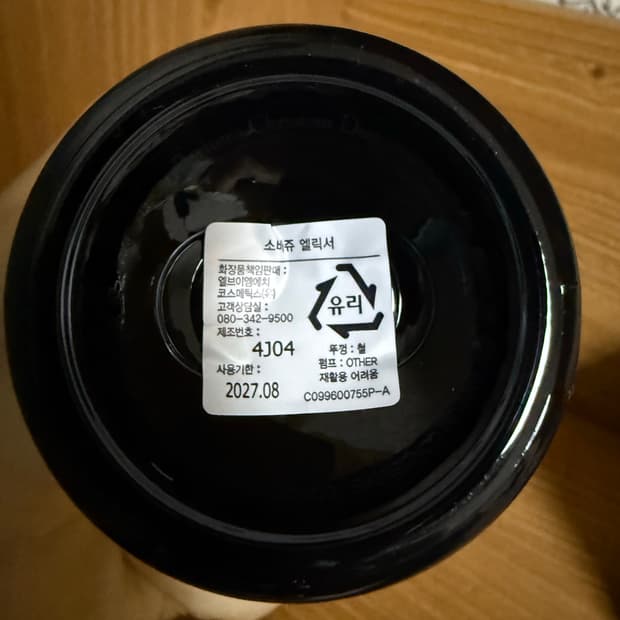 소바쥬 엘릭서
화장품책임판매 :
엘브이엠에치
코스메틱스(유)
고객상담실 :
080-342-9500
제조번호 :
4J04
사용기한 :
2027.08
유리
뚜껑 : 철
펌프 : OTHER
재활용 어려움
C099600755P-A